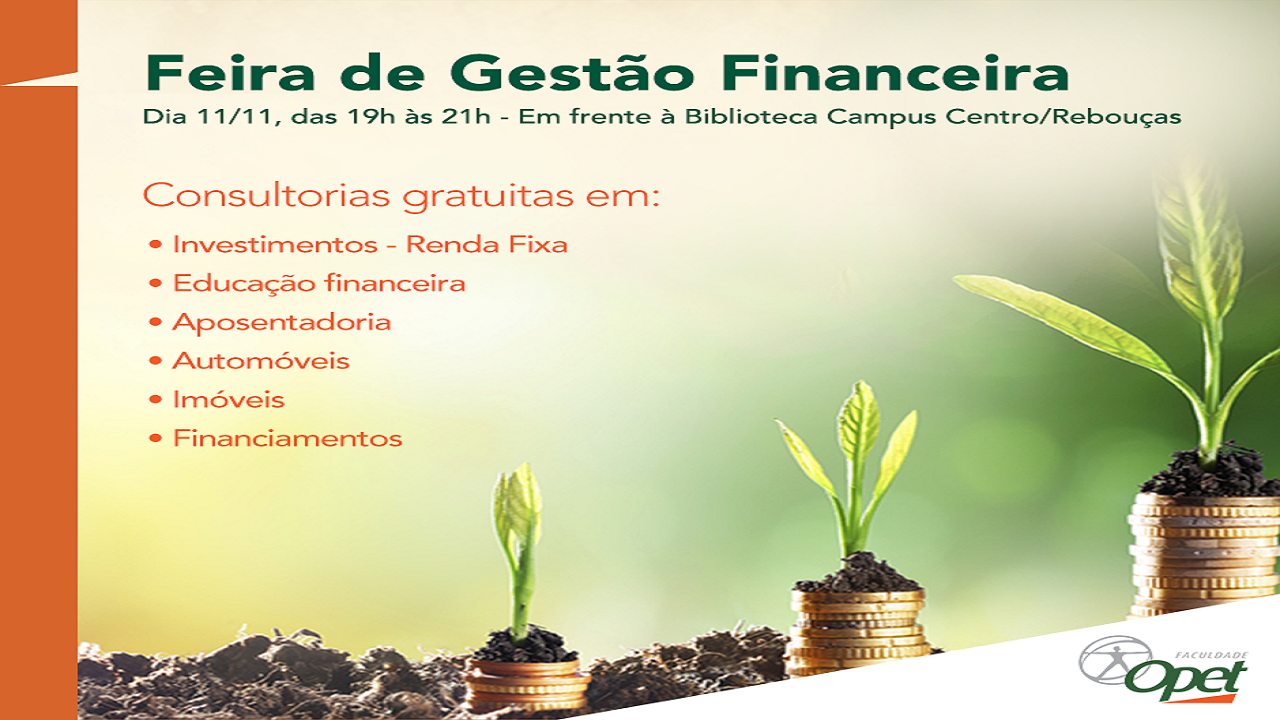 Feira de Gestão Financeira
Dia 11/11, das 19h às 21h - Em frente à Biblioteca Campus Centro/Rebouças
Consultorias gratuitas em:
• Investimentos - Renda Fixa
• Educação financeira
• Aposentadoria
• Automóveis
• Imóveis
• Financiamentos
FACULDADE
Opet